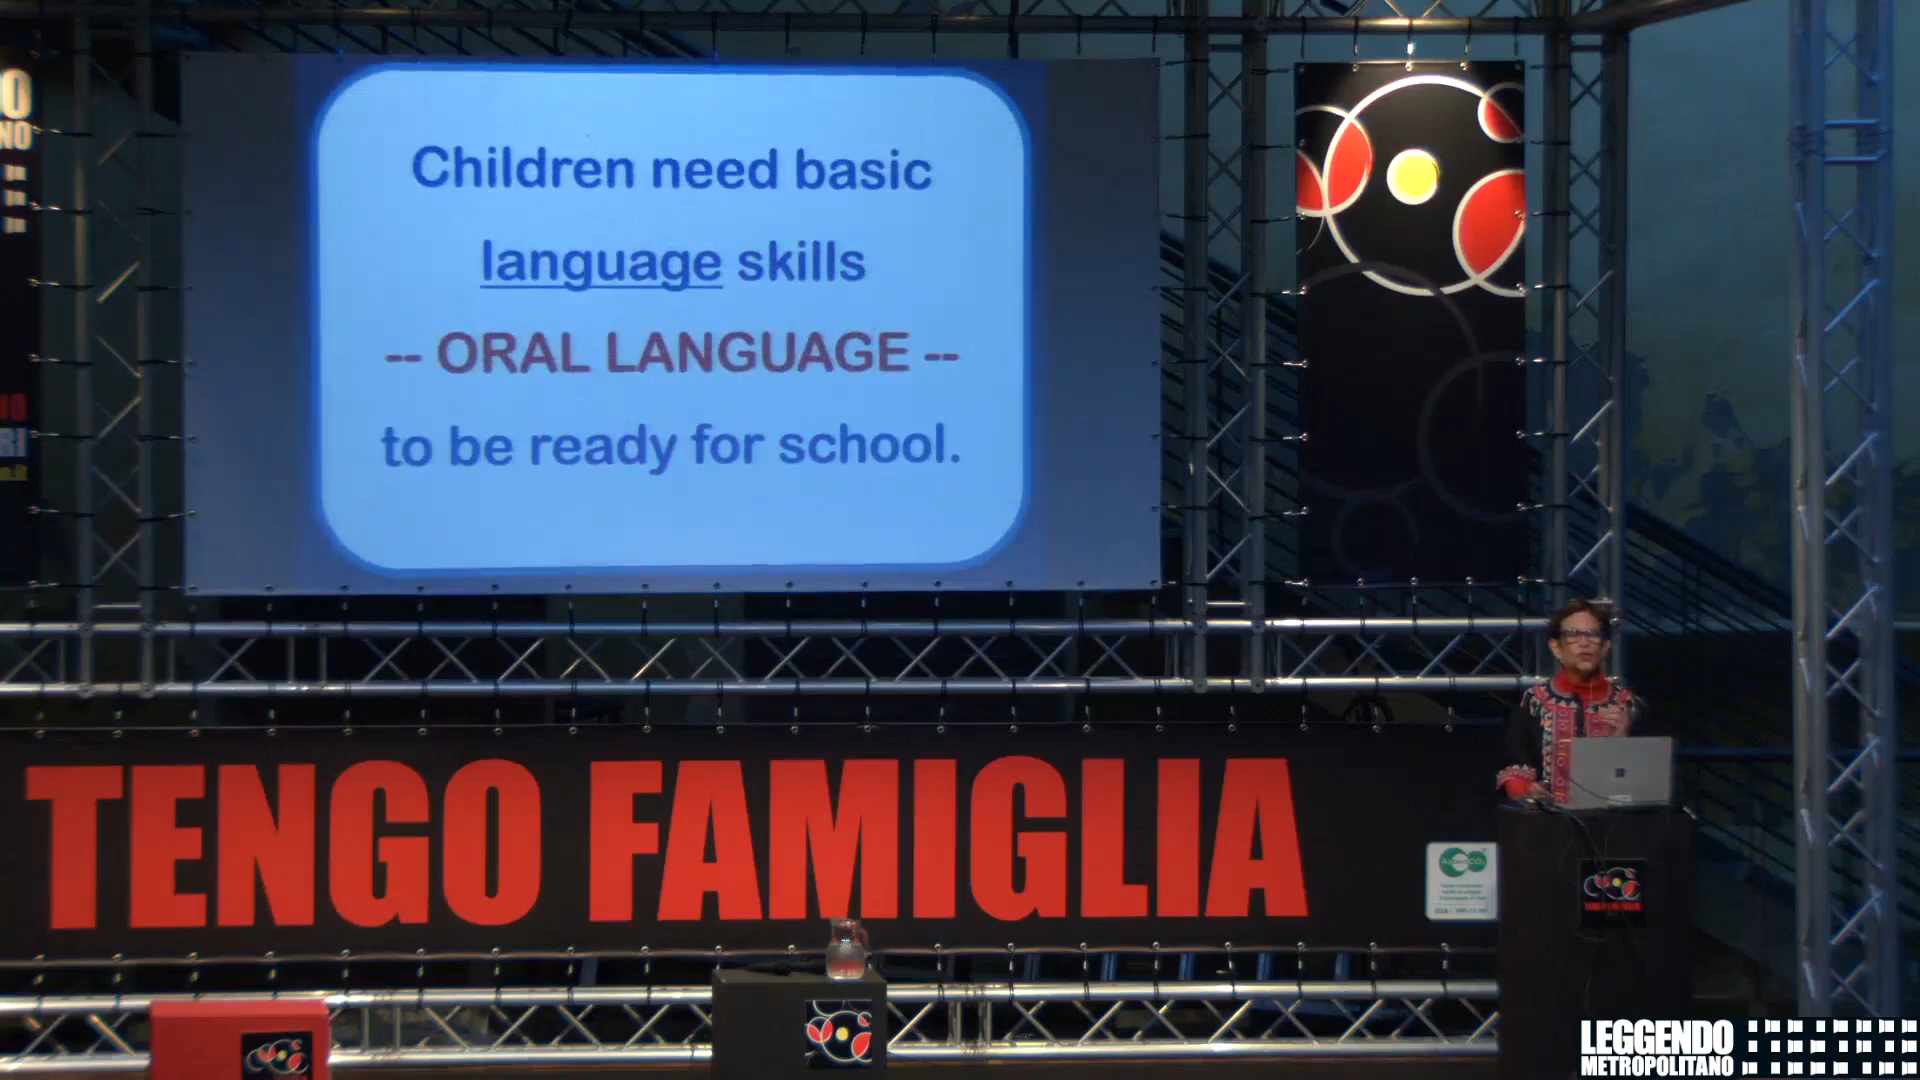 Children need basic
language skills
-- ORAL LANGUAGE --
to be ready for school.
TENGO FAMIGLIA
LEGGENDO
METROPOLITANO